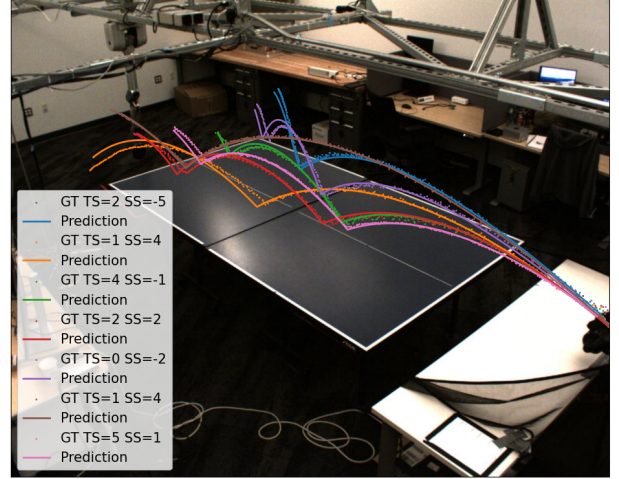 GT TS=2 SS=-5
Prediction
GT TS=1 SS=4
Prediction
GT TS=4 SS=-1
Prediction
GT TS=2 SS=2
Prediction
GT TS=0 SS=-2
Prediction
GT TS=1 SS=4
Prediction
GT TS=5 SS=1
Prediction